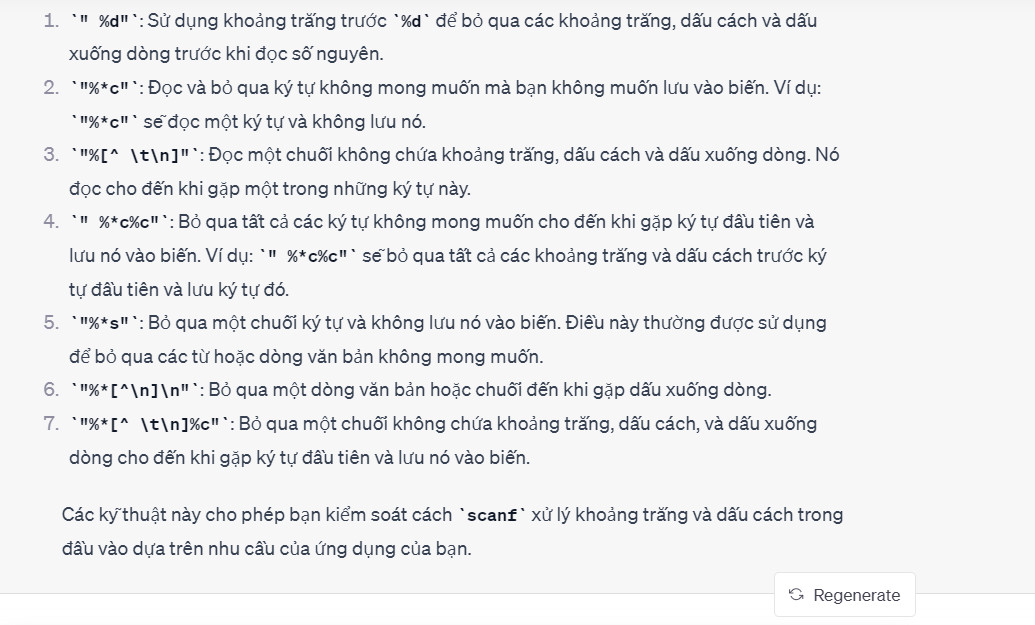 1. `" %d"`: Sử dụng khoảng trắng trước `%d` để bỏ qua các khoảng trắng, dấu cách và dấu
xuống dòng trước khi đọc số nguyên.
2. `"%*c"`: Đọc và bỏ qua ký tự không mong muốn mà bạn không muốn lưu vào biến. Ví dụ:
`"%*c"` sẽ đọc một ký tự và không lưu nó.
3. `"%[^ \t\n]"`: Đọc một chuỗi không chứa khoảng trắng, dấu cách và dấu xuống dòng. Nó
đọc cho đến khi gặp một trong những ký tự này.
4. `" %*c%c"`: Bỏ qua tất cả các ký tự không mong muốn cho đến khi gặp ký tự đầu tiên và
lưu nó vào biến. Ví dụ: `" %*c%c"` sẽ bỏ qua tất cả các khoảng trắng và dấu cách trước ký
tự đầu tiên và lưu ký tự đó.
5. `"%*s"`: Bỏ qua một chuỗi ký tự và không lưu nó vào biến. Điều này thường được sử dụng
để bỏ qua các từ hoặc dòng văn bản không mong muốn.
6. `"%*[^\n]\n"`: Bỏ qua một dòng văn bản hoặc chuỗi đến khi gặp dấu xuống dòng.
7. `"%*[^ \t\n]%c"`: Bỏ qua một chuỗi không chứa khoảng trắng, dấu cách, và dấu xuống
dòng cho đến khi gặp ký tự đầu tiên và lưu nó vào biến.
Các kỹ thuật này cho phép bạn kiểm soát cách `scanf` xử lý khoảng trắng và dấu cách trong
đầu vào dựa trên nhu cầu của ứng dụng của bạn.
Regenerate